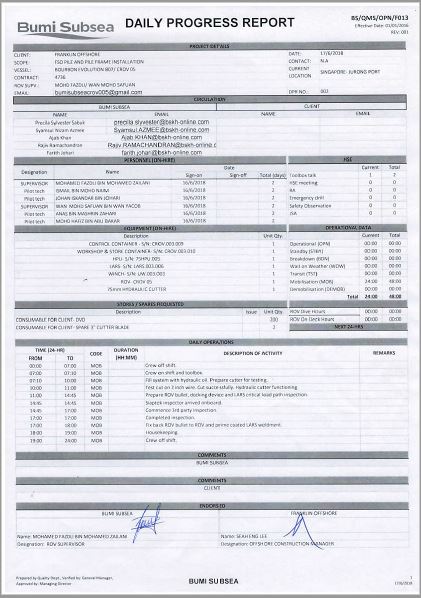 Bumi Subsea
DAILY PROGRESS REPORT
BS/QMS/OPN/F013
Effective Date: 01/01/2016
REV: 001
PROJECT DETAILS
CLIENT: FRANKLIN OFFSHORE DATE: 17/6/2018
SCOPE: FSO PILE AND PILE FRAME INSTALLATION CONTACT: N.A
VESSEL: BOURBON EVOLUTION 807/ CROV 05 CURRENT LOCATION SINGAPORE- JURONG PORT
CONTRACT: 4736
ROV SUPV. MOHD FAZOLI/ WAN MOHD SAFUAN
EMAIL: bumisubseacrov005@gmail.com DPR NO.: 002
CIRCULATION
BUMI SUBSEA CLIENT
NAME EMAIL NAME EMAIL
Precilla Sylvester Sabuk precilla.slyvester@bskh-online.com
Syamsul Nizam Azmee Syamsul.AZMEE@bskh-online.com
Ajab Khan Ajab.KHAN@bskh-online.com
Rajiv Ramachandran Rajiv.RAMACHANDRAN@bskh-online.c
Farith Johari farith.johari@bskh-online.com
PERSONNEL (ON-HIRE) HSE
Designation Name Date Current Total
Sign-on Sign-off Total (days) Toolbox talk 1 2
SUPERVISOR MOHAMED FAZOLI BIN MOHAMED ZAILANI 16/6/2018 2 HSE meeting 0 0
Pilot tech 16/6/2018 2 RA 0 0
Pilot tech JOHAR ISKANDAR BIN JOHARI 16/6/2018 2 Emergency drill 0 0
SUPERVISOR WAN MOHD SAFUAN BIN WAN YACOB 16/6/2018 2 Safety Observation 0 0
Pilot tech ANAS BIN MASHRIN ZAHARI 16/6/2018 2 JSA 0 0
Pilot tech MOHD HAFIZ BIN ABU BAKAR 16/6/2018 2
EQUIPMENT (ON-HIRE) OPERATIONAL DATA
Description Unit Qty. Current Total
CONTROL CONTAINER - S/N: CROV.003.009 1 Operational (OPN) 00:00 00:00
WORKSHOP & STORE CONTAINER - S/N: CROV.003.010 1 Standby (STBY) 00:00 00:00
HPU- S/N: 75HPU.005 1 Breakdown (BDN) 00:00 00:00
LARS- S/N: LARS.003.006 1 Wait on Weather (WOW) 00:00 00:00
WINCH- S/N: LIW.003.003 1 Transit (TST) 00:00 00:00
ROV- CROV 05 1 Mobilisation (MOB) 24:00 48:00
75mm HYDRAULIC CUTTER 1 Demobilisation (DEMOB) 00:00 00:00
Total 24:00 48:00
STORES / SPARES REQUESTED
Description Issue Unit Qty. ROV Dive Hours 00:00 00:00
CONSUMABLE FOR CLIENT- DVD 200 ROV On Deck Hours 00:00 00:00
CONSUMABLE FOR CLIENT- SPARE 3" CUTTER BLADE 2 NEXT 24-HRS
DAILY OPERATIONS
TIME (24-HR) CODE DURATION (HH:MM) DESCRIPTION OF ACTIVITY REMARKS
FROM TO
00:00 07:00 MOB Crew off shift.
07:00 07:10 MOB Crew on shift and toolbox.
07:10 10:00 MOB Fill system with hydraulic oil. Prepare cutter for testing.
10:00 11:00 MOB Test cut on 2 inch wire. Cut successfully. Hydraulic cutter functioning
11:00 14:45 MOB Prepare ROV bullet, docking device and LARS critical load path inspection.
14:45 14:45 MOB Slaptek inspector arrived onboard.
14:45 17:00 MOB Commence 3rd party inspection.
17:00 17:00 MOB Completed inspection.
17:00 18:00 MOB Fix back ROV bullet to ROV and prime coated LARS weldment.
18:00 19:00 MOB Housekeeping.
19:00 24:00 MOB Crew off shift.
COMMENTS
BUMI SUBSEA
COMMENTS
CLIENT
ENDORSED
BUMI SUBSEA FRANKLIN OFFSHORE
Name: MOHAMED FAZOLI BIN MOHAMED ZAILANI Name: SEAH ENG LEE
Designation: ROV SUPERVISOR Designation: OFFSHORE CONSTRUCTION MANAGER
Prepared by Quality Dept., Verified by: General Manager,
Approved by: Managing Director
BUMI SUBSEA
1
17/6/2018